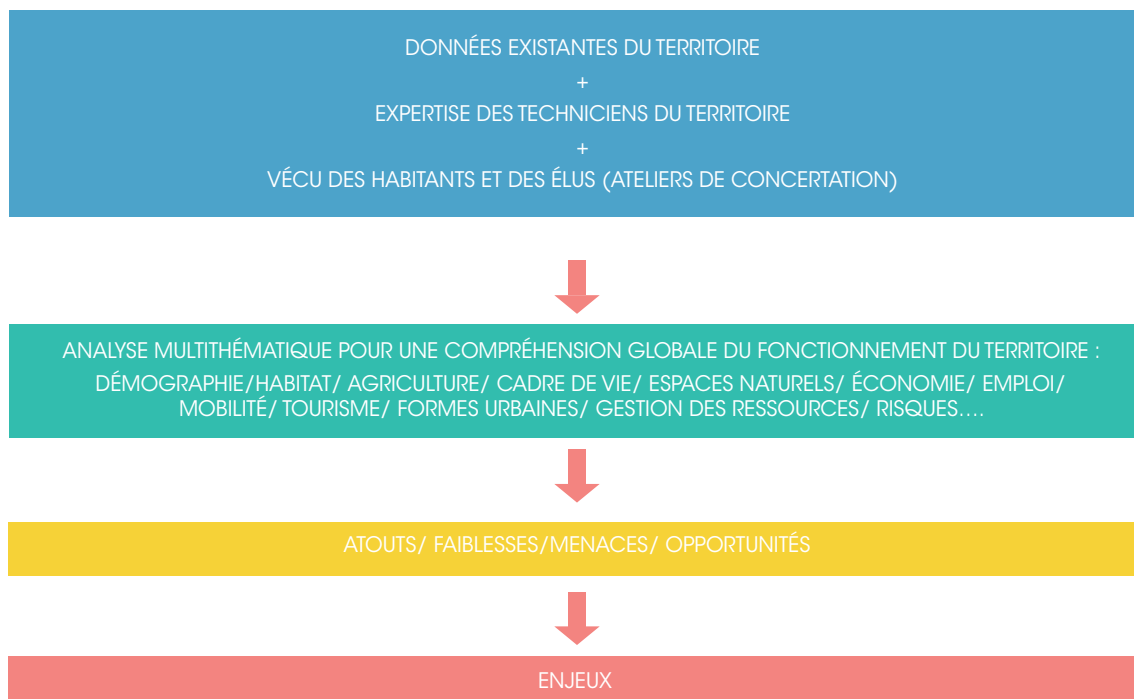 DONNÉES EXISTANTES DU TERRITOIRE
+
EXPERTISE DES TECHNICIENS DU TERRITOIRE
+
VÉCU DES HABITANTS ET DES ÉLUS (ATELIERS DE CONCERTATION)
ANALYSE MULTITHÉMATIQUE POUR UNE COMPRÉHENSION GLOBALE DU FONCTIONNEMENT DU TERRITOIRE :
DÉMOGRAPHIE/HABITAT/ AGRICULTURE/ CADRE DE VIE/ ESPACES NATURELS/ ÉCONOMIE/ EMPLOI/
MOBILITÉ/ TOURISME/ FORMES URBAINES/ GESTION DES RESSOURCES/ RISQUES....
ATOUTS/ FAIBLESSES/MENACES/ OPPORTUNITÉS
ENJEUX